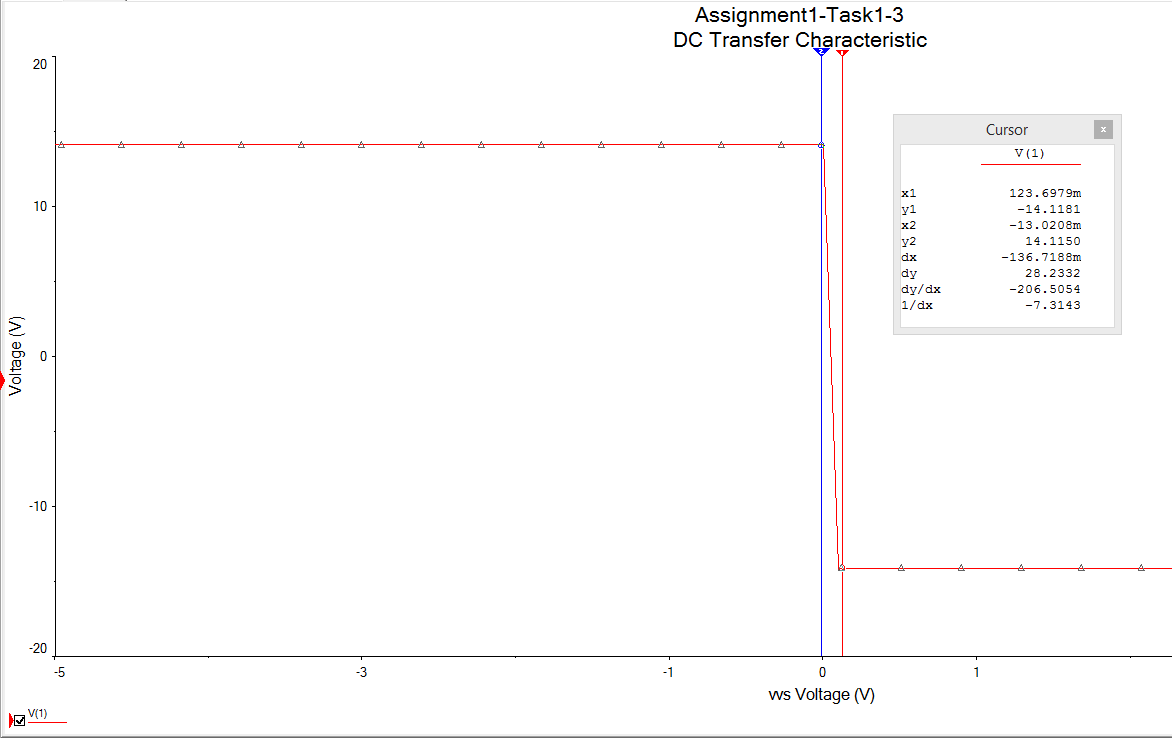 Assignment1-Task1-3
DC Transfer Characteristic
20
10
0
-10
-20
Voltage (V)
-5
-3
-1
0
1
vvs Voltage (V)
2
1
Cursor
x
V(1)
x1 123.6979m
y1 -14.1181
x2 -13.0208m
y2 14.1150
dx -136.7188m
dy 28.2332
dy/dx -206.5054
1/dx -7.3143
V(1)